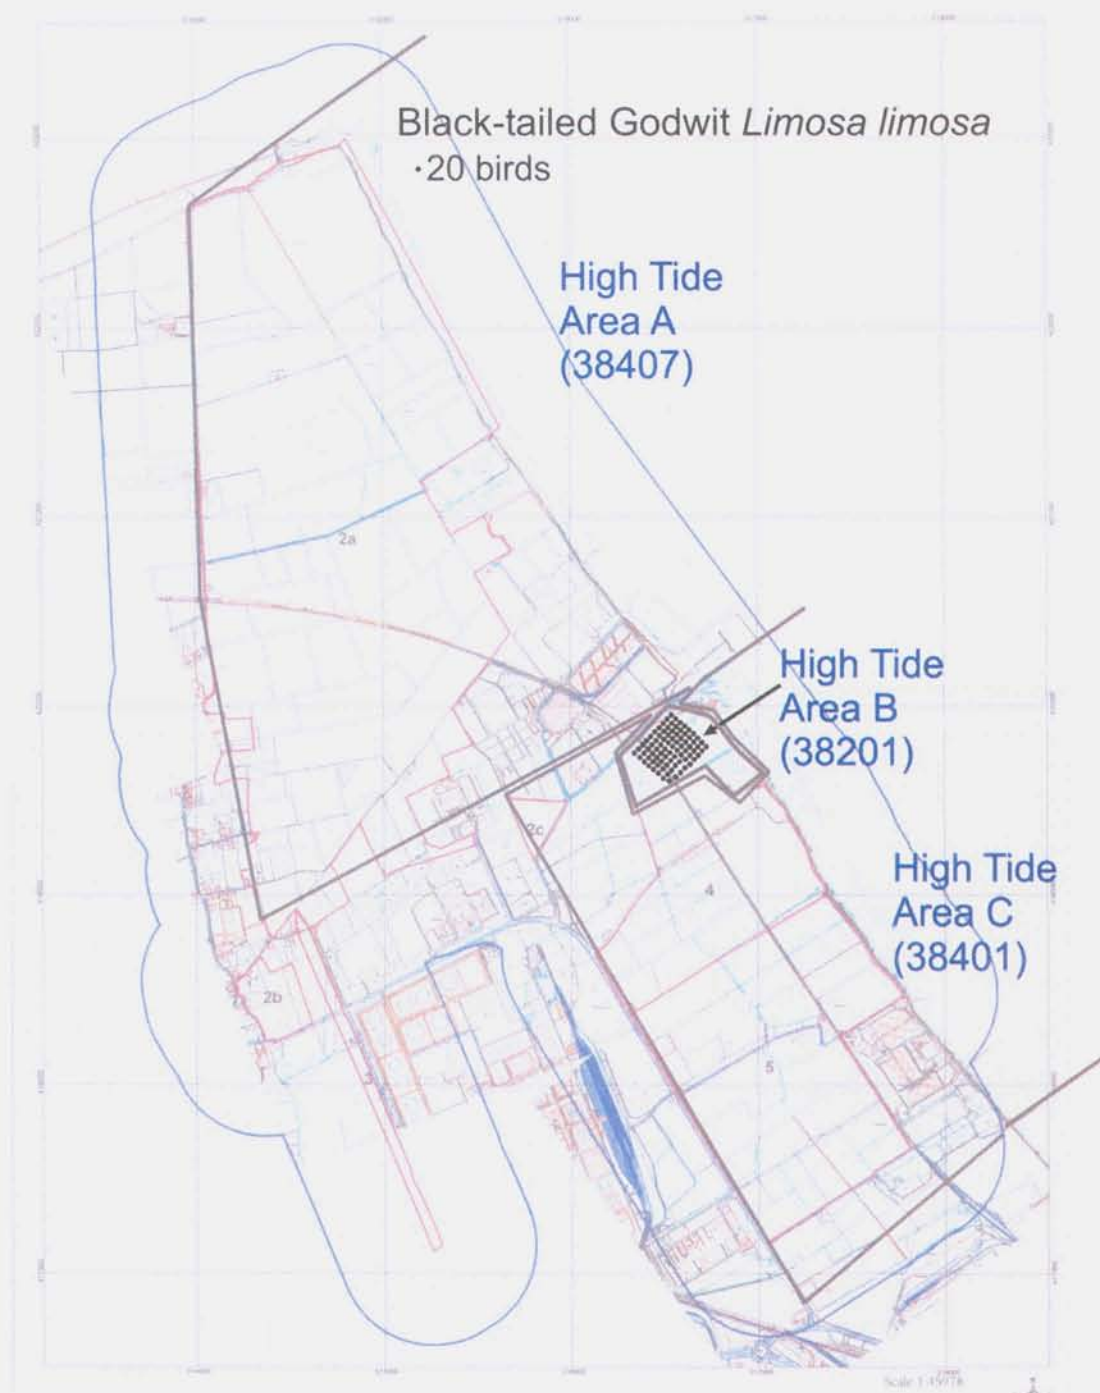 Black-tailed Godwit Limosa limosa
·20 birds
High Tide
Area A
(38407)
2a
High Tide
Area B
(38201)
2c
High Tide
Area C
(38401)
4
2b
5